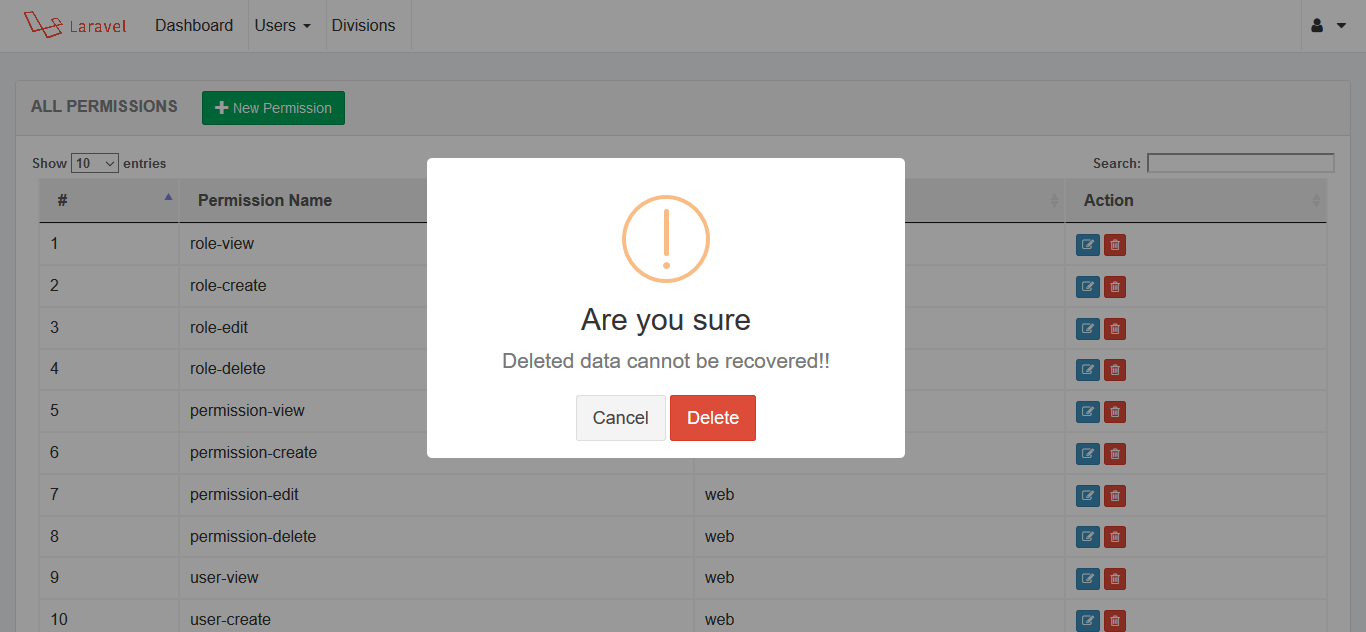 Laravel Dashboard Users Divisions
ALL PERMISSIONS New Permission
Show 10 entries Search:
# Permission Name Action
1 role-view
2 role-create
3 role-edit
4 role-delete
5 permission-view
6 permission-create
7 permission-edit web
8 permission-delete web
9 user-view web
10 user-create web
Are you sure
Deleted data cannot be recovered!!
Cancel Delete